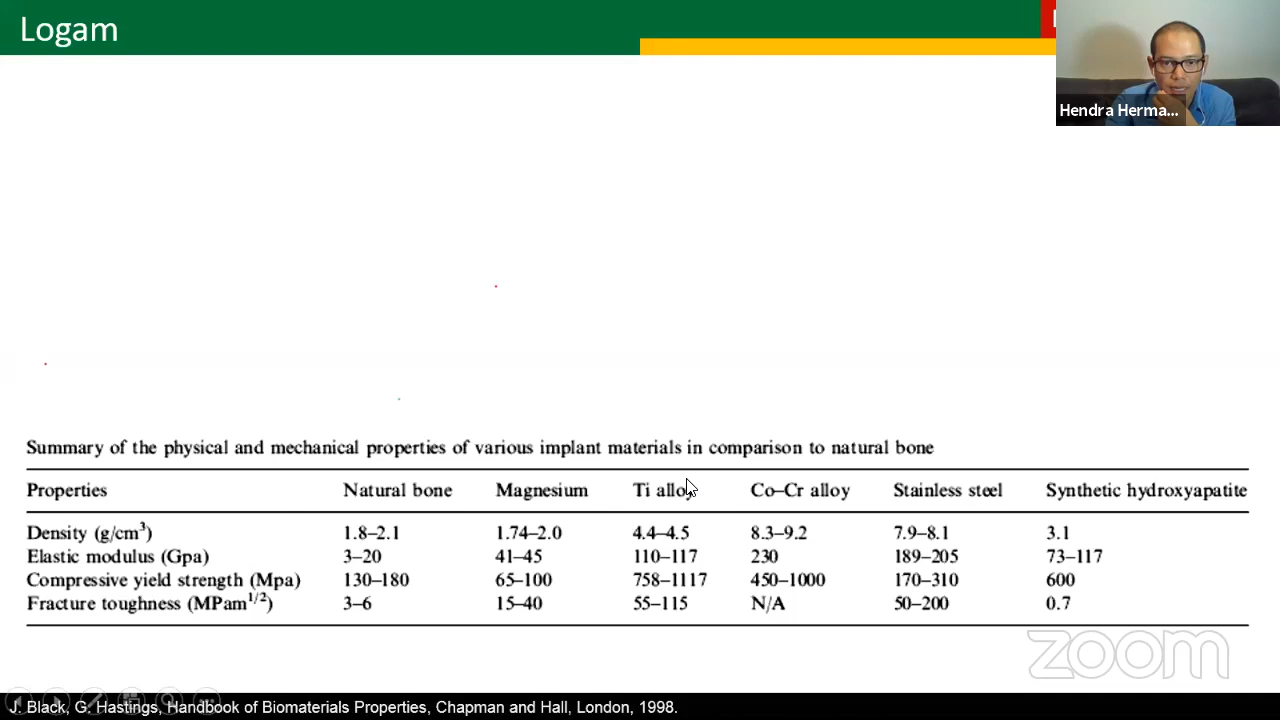 Logam
Hendra Herma...
Summary of the physical and mechanical properties of various implant materials in comparison to natural bone
Properties Natural bone Magnesium Ti alloy Co–Cr alloy Stainless steel Synthetic hydroxyapatite
Density (g/cm³) 1.8–2.1 1.74–2.0 4.4–4.5 8.3–9.2 7.9–8.1 3.1
Elastic modulus (Gpa) 3–20 41–45 110–117 230 189–205 73–117
Compressive yield strength (Mpa) 130–180 65–100 758–1117 450–1000 170–310 600
Fracture toughness (MPam^1/2) 3–6 15–40 55–115 N/A 50–200 0.7
zoom
J. Black, G. Hastings, Handbook of Biomaterials Properties, Chapman and Hall, London, 1998.